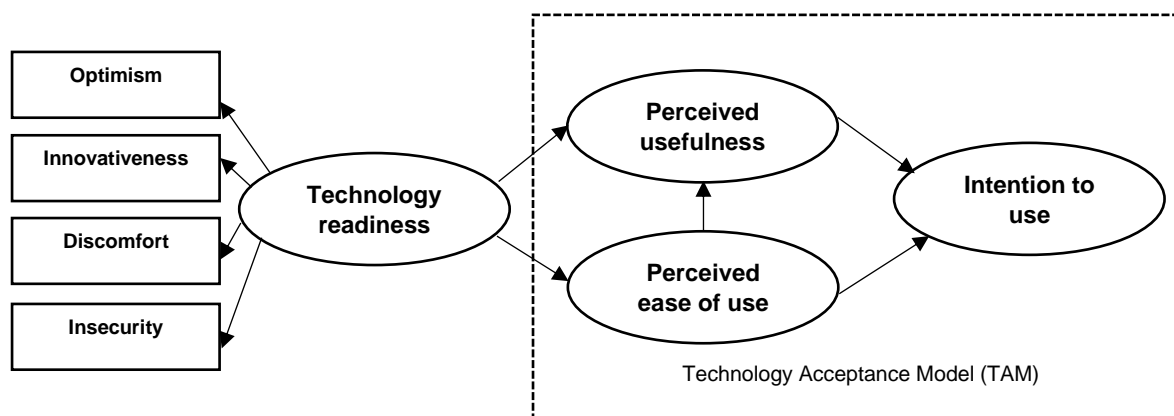 Optimism
Innovativeness
Discomfort
Insecurity
Technology
readiness
Perceived
usefulness
Perceived
ease of use
Intention to
use
Technology Acceptance Model (TAM)